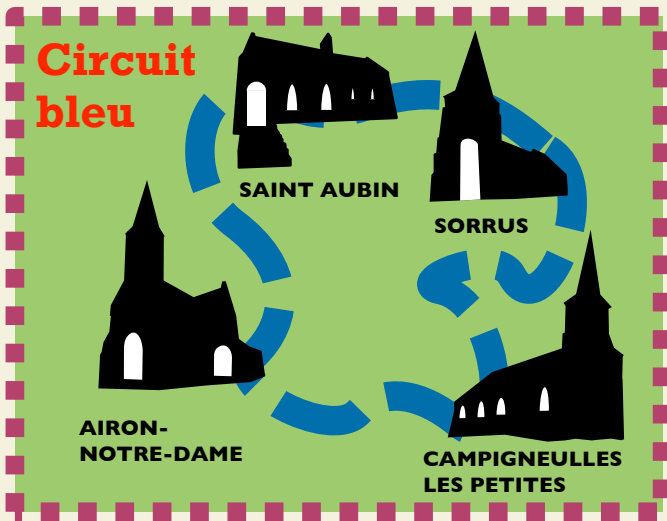 Circuit
bleu
SAINT AUBIN
SORRUS
AIRON-
NOTRE-DAME
CAMPIGNEULLES
LES PETITES